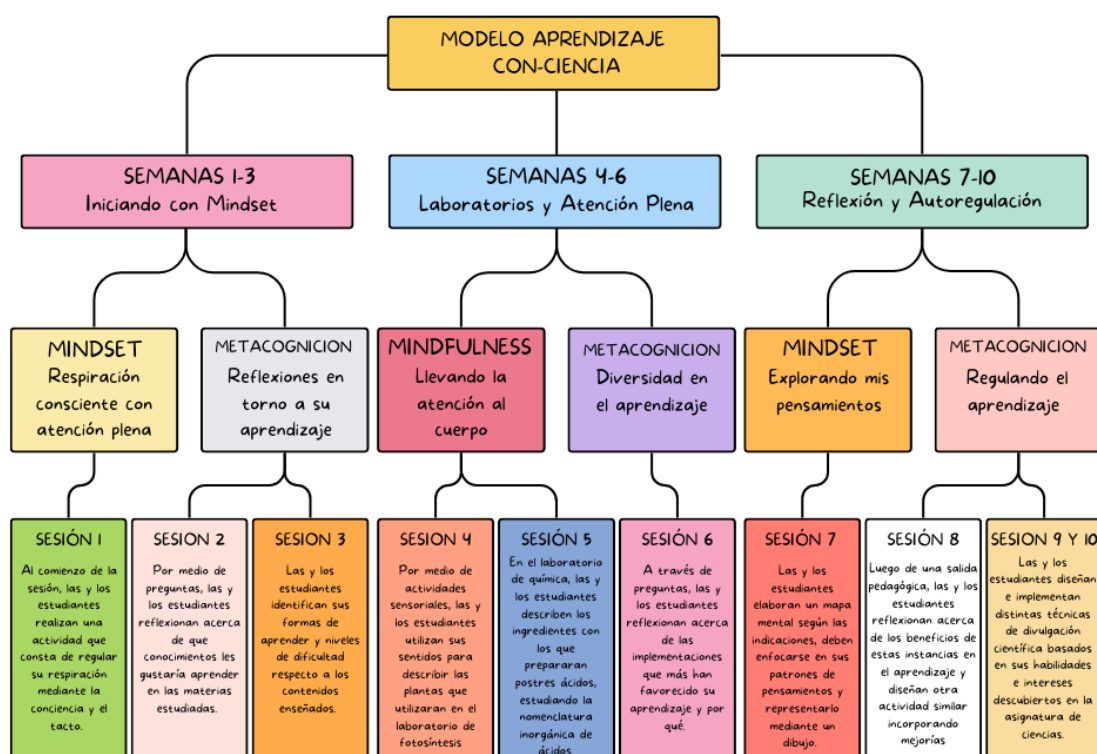 MODELO APRENDIZAJE
CON-CIENCIA
SEMANAS 1-3
Iniciando con Mindset
SEMANAS 4-6
Laboratorios y Atención Plena
SEMANAS 7-10
Reflexión y Autoregulación
MINDSET
Respiración
consciente con
atención plena
METACOGNICION
Reflexiones en
torno a su
aprendizaje
MINDFULNESS
Llevando la
atención al
cuerpo
METACOGNICION
Diversidad en
el aprendizaje
MINDSET
Explorando mis
pensamientos
METACOGNICION
Regulando el
aprendizaje
SESIÓN 1
Al comienzo de la
sesión, las y los
estudiantes
realizan una
actividad que
consta de regular
su respiración
mediante la
conciencia y el
tacto.
SESION 2
Por medio de
preguntas, las y
los estudiantes
reflexionan acerca
de que
conocimientos les
gustaría aprender
en las materias
estudiadas.
SESION 3
Las y los
estudiantes
identifican sus
formas de
aprender y niveles
de dificultad
respecto a los
contenidos
enseñados.
SESIÓN 4
Por medio de
actividades
sensoriales, las y
los estudiantes
utilizan sus
sentidos para
describir las
plantas que
utilizaran en el
laboratorio de
fotosíntesis
SESIÓN 5
En el laboratorio
de química, las y
los estudiantes
describen los
ingredientes con
los que
prepararan
postres ácidos,
estudiando la
nomenclatura
inorgánica de
ácidos.
SESIÓN 6
A través de
preguntas, las y
los estudiantes
reflexionan acerca
de las
implementaciones
que más han
favorecido su
aprendizaje y por
qué.
SESIÓN 7
Las y los
estudiantes
elaboran un mapa
mental según las
indicaciones, deben
enfocarse en sus
patrones de
pensamientos y
representarlo
mediante un
dibujo.
SESIÓN 8
Luego de una salida
pedagógica, las y los
estudiantes
reflexionan acerca
de los beneficios de
estas instancias en
el aprendizaje y
diseñan otra
actividad similar
incorporando
mejorías
SESION 9 Y 10
Las y los
estudiantes diseñan
e implementan
distintas técnicas
de divulgación
científica basados
en sus habilidades
e intereses
descubiertos en la
asignatura de
ciencias.